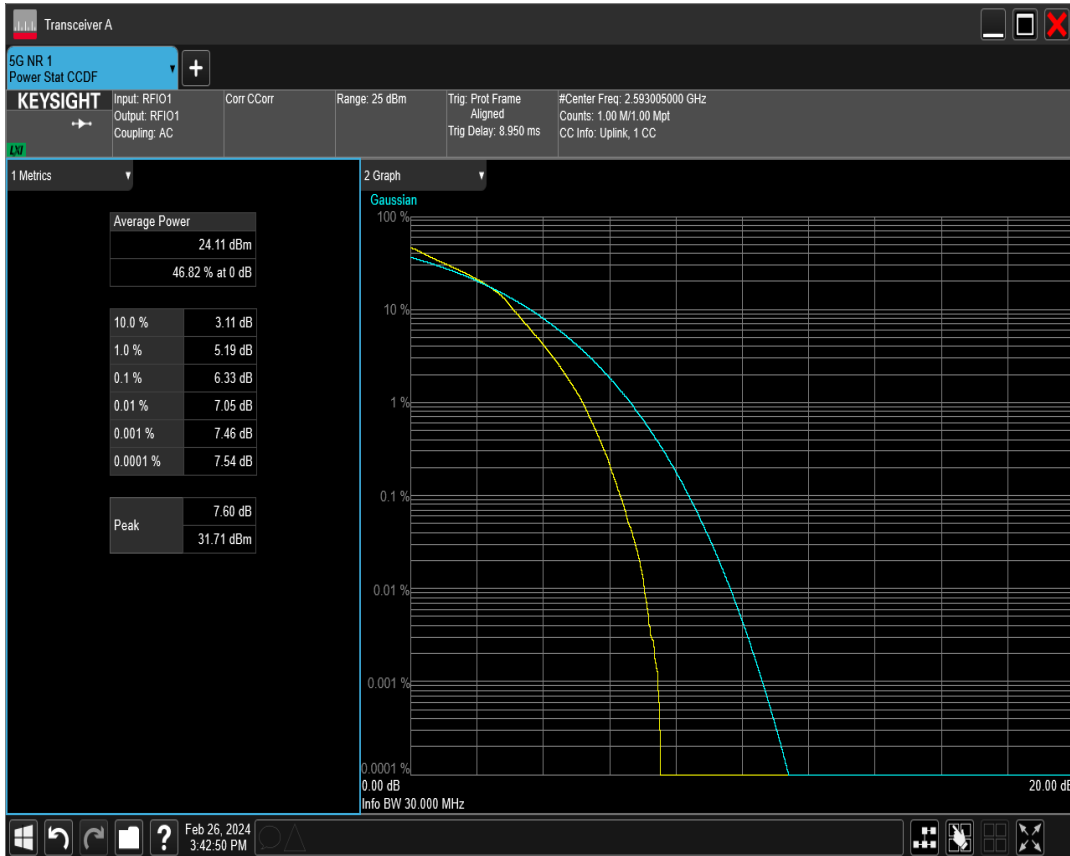 Transceiver A
5G NR 1
Power Stat CCDF
KEYSIGHT
LXI
Input: RFIO1
Output: RFIO1
Coupling: AC
Corr CCorr
Range: 25 dBm
Trig: Prot Frame
Aligned
Trig Delay: 8.950 ms
#Center Freq: 2.593005000 GHz
Counts: 1.00 M/1.00 Mpt
CC Info: Uplink, 1 CC
1 Metrics
Average Power
24.11 dBm
46.82 % at 0 dB
10.0 % 3.11 dB
1.0 % 5.19 dB
0.1 % 6.33 dB
0.01 % 7.05 dB
0.001 % 7.46 dB
0.0001 % 7.54 dB
Peak
7.60 dB
31.71 dBm
2 Graph
Gaussian
100 %
10 %
1 %
0.1 %
0.01 %
0.001 %
0.0001 %
0.00 dB 20.00 dB
Info BW 30.000 MHz
?
Feb 26, 2024
3:42:50 PM